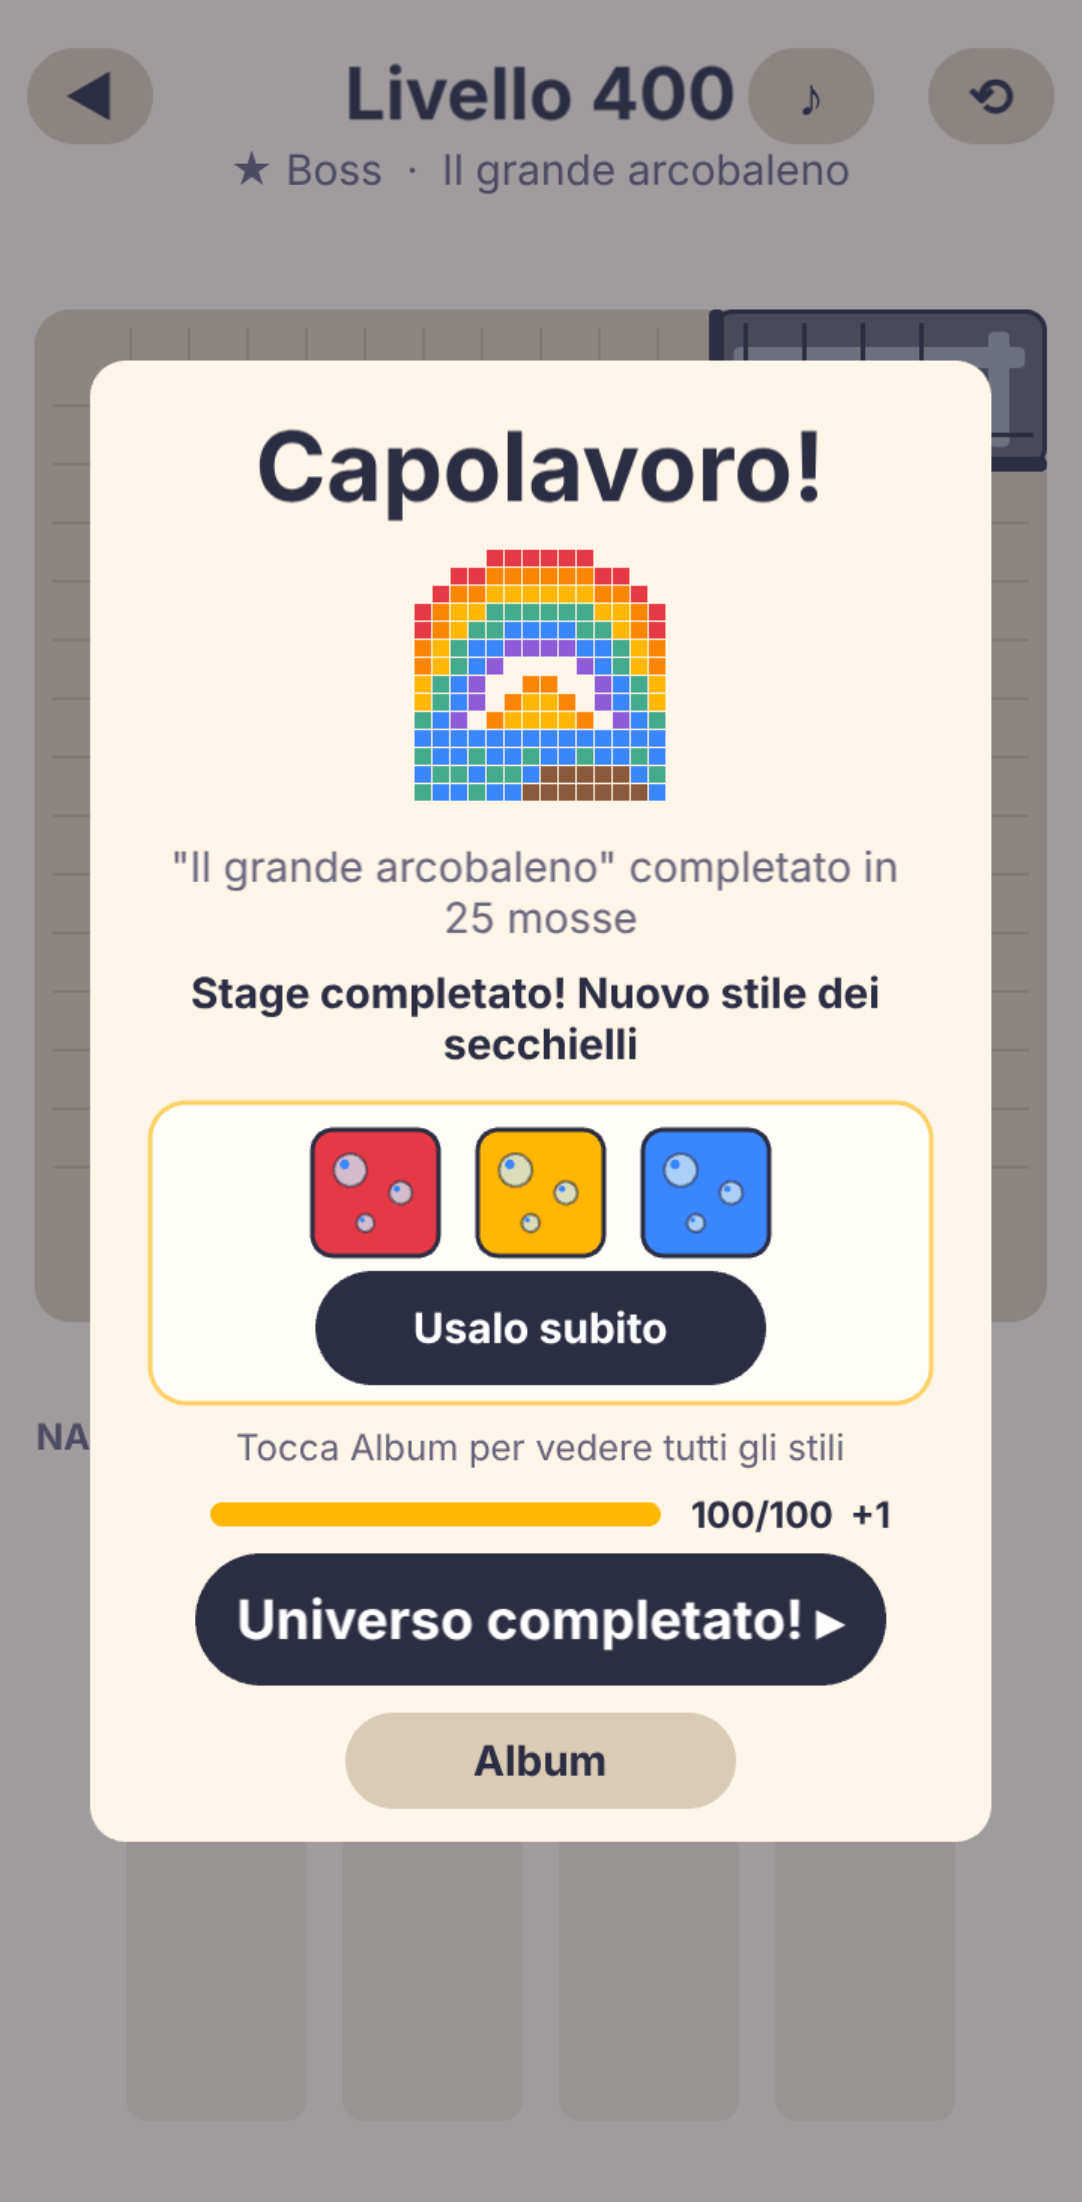 Livello 400
★ Boss · Il grande arcobaleno
Capolavoro!
"Il grande arcobaleno" completato in
25 mosse
Stage completato! Nuovo stile dei
secchielli
Usalo subito
NA
Tocca Album per vedere tutti gli stili
100/100 +1
Universo completato! ▸
Album